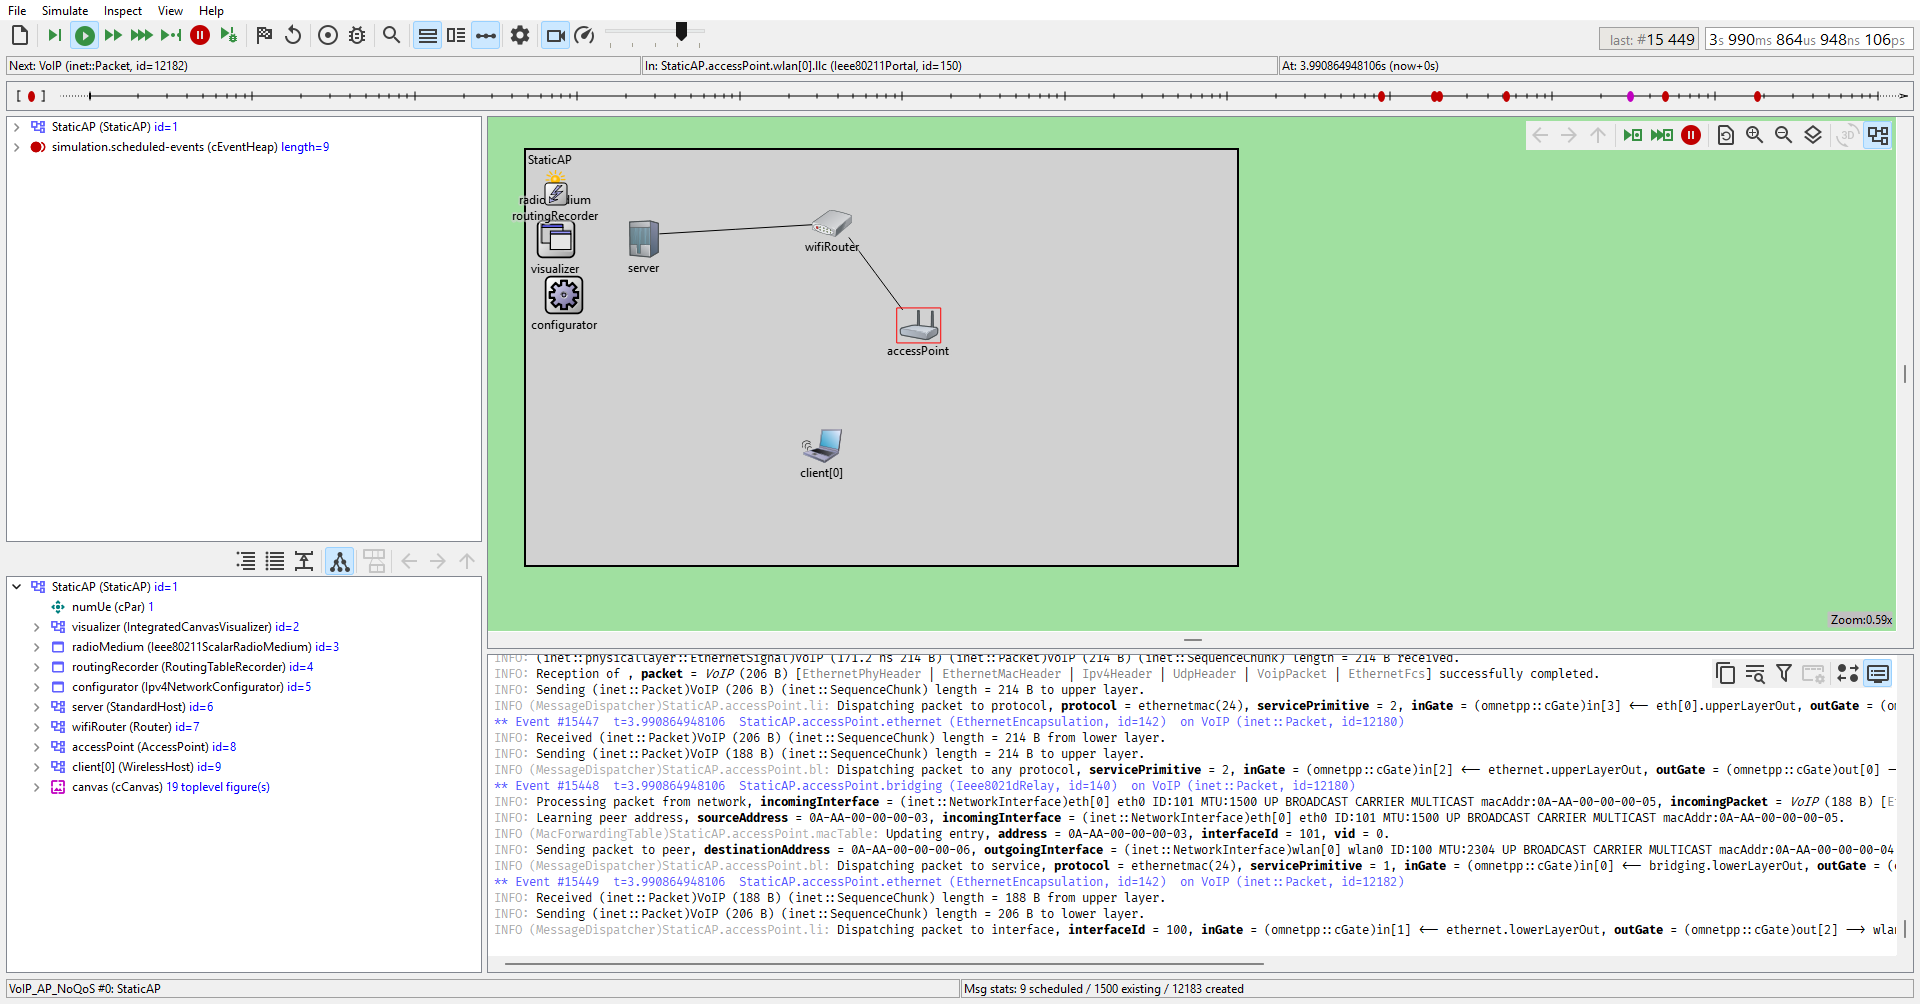 File Simulate Inspect View Help
last: #15 449 3s 990ms 864us 948ns 106ps
Next: VoIP (inet::Packet, id=12182) In: StaticAP.accessPoint.wlan[0].llc (Ieee80211Portal, id=150) At: 3.990864948106s (now+0s)
StaticAP (StaticAP) id=1
simulation.scheduled-events (cEventHeap) length=9
3D
StaticAP
routingRecorder
visualizer
configurator
server
wifiRouter
accessPoint
client[0]
Zoom:0.59x
StaticAP (StaticAP) id=1
numUe (cPar) 1
visualizer (IntegratedCanvasVisualizer) id=2
radioMedium (Ieee80211ScalarRadioMedium) id=3
routingRecorder (RoutingTableRecorder) id=4
configurator (Ipv4NetworkConfigurator) id=5
server (StandardHost) id=6
wifiRouter (Router) id=7
accessPoint (AccessPoint) id=8
client[0] (WirelessHost) id=9
canvas (cCanvas) 19 toplevel figure(s)
INFO: (inet::physicallayer::EthernetSignal)VoIP (171.2 ns 214 B) (inet::Packet)VoIP (214 B) (inet::SequenceChunk) length = 214 B received.
INFO: Reception of , packet = VoIP (206 B) [EthernetPhyHeader | EthernetMacHeader | Ipv4Header | UdpHeader | VoipPacket | EthernetFcs] successfully completed.
INFO: Sending (inet::Packet)VoIP (206 B) (inet::SequenceChunk) length = 214 B to upper layer.
INFO (MessageDispatcher)StaticAP.accessPoint.li: Dispatching packet to protocol, protocol = ethernetmac(24), servicePrimitive = 2, inGate = (omnetpp::cGate)in[3] <-- eth[0].upperLayerOut, outGate = (on
** Event #15447 t=3.990864948106 StaticAP.accessPoint.ethernet (EthernetEncapsulation, id=142) on VoIP (inet::Packet, id=12180)
INFO: Received (inet::Packet)VoIP (206 B) (inet::SequenceChunk) length = 214 B from lower layer.
INFO: Sending (inet::Packet)VoIP (188 B) (inet::SequenceChunk) length = 214 B to upper layer.
INFO (MessageDispatcher)StaticAP.accessPoint.bl: Dispatching packet to any protocol, servicePrimitive = 2, inGate = (omnetpp::cGate)in[2] <-- ethernet.upperLayerOut, outGate = (omnetpp::cGate)out[0] -
** Event #15448 t=3.990864948106 StaticAP.accessPoint.bridging (Ieee8021dRelay, id=140) on VoIP (inet::Packet, id=12180)
INFO: Processing packet from network, incomingInterface = (inet::NetworkInterface)eth[0] eth0 ID:101 MTU:1500 UP BROADCAST CARRIER MULTICAST macAddr:0A-AA-00-00-00-05, incomingPacket = VoIP (188 B) [E
INFO: Learning peer address, sourceAddress = 0A-AA-00-00-00-03, incomingInterface = (inet::NetworkInterface)eth[0] eth0 ID:101 MTU:1500 UP BROADCAST CARRIER MULTICAST macAddr:0A-AA-00-00-00-05.
INFO (MacForwardingTable)StaticAP.accessPoint.macTable: Updating entry, address = 0A-AA-00-00-00-03, interfaceId = 101, vid = 0.
INFO: Sending packet to peer, destinationAddress = 0A-AA-00-00-00-06, outgoingInterface = (inet::NetworkInterface)wlan[0] wlan0 ID:100 MTU:2304 UP BROADCAST CARRIER MULTICAST macAddr:0A-AA-00-00-00-04
INFO (MessageDispatcher)StaticAP.accessPoint.bl: Dispatching packet to service, protocol = ethernetmac(24), servicePrimitive = 1, inGate = (omnetpp::cGate)in[0] <-- bridging.lowerLayerOut, outGate = (
** Event #15449 t=3.990864948106 StaticAP.accessPoint.ethernet (EthernetEncapsulation, id=142) on VoIP (inet::Packet, id=12182)
INFO: Received (inet::Packet)VoIP (188 B) (inet::SequenceChunk) length = 188 B from upper layer.
INFO: Sending (inet::Packet)VoIP (206 B) (inet::SequenceChunk) length = 206 B to lower layer.
INFO (MessageDispatcher)StaticAP.accessPoint.li: Dispatching packet to interface, interfaceId = 100, inGate = (omnetpp::cGate)in[1] <-- ethernet.lowerLayerOut, outGate = (omnetpp::cGate)out[2] --> wla
VoIP_AP_NoQoS #0: StaticAP Msg stats: 9 scheduled / 1500 existing / 12183 created